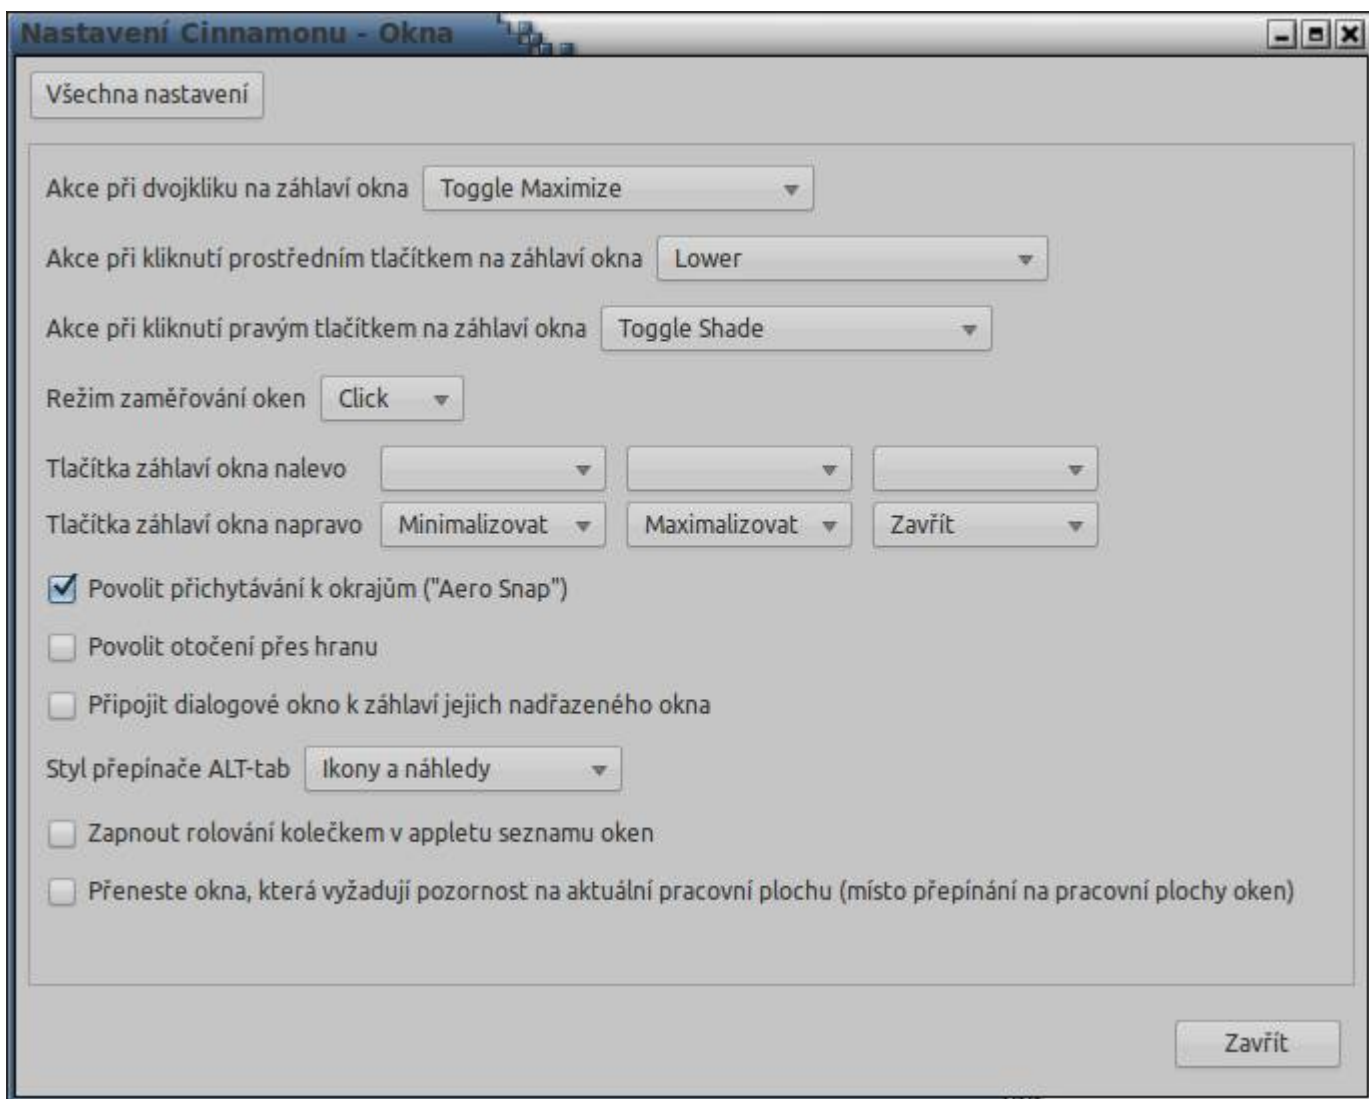 Nastavení Cinnamonu - Okna
Všechna nastavení
Akce při dvojkliku na záhlaví okna Toggle Maximize
Akce při kliknutí prostředním tlačítkem na záhlaví okna Lower
Akce při kliknutí pravým tlačítkem na záhlaví okna Toggle Shade
Režim zaměřování oken Click
Tlačítka záhlaví okna nalevo
Tlačítka záhlaví okna napravo Minimalizovat Maximalizovat Zavřít
Povolit přichytávání k okrajům ("Aero Snap")
Povolit otočení přes hranu
Připojit dialogové okno k záhlaví jejich nadřazeného okna
Styl přepínače ALT-tab Ikony a náhledy
Zapnout rolování kolečkem v appletu seznamu oken
Přeneste okna, která vyžadují pozornost na aktuální pracovní plochu (místo přepínání na pracovní plochy oken)
Zavřít